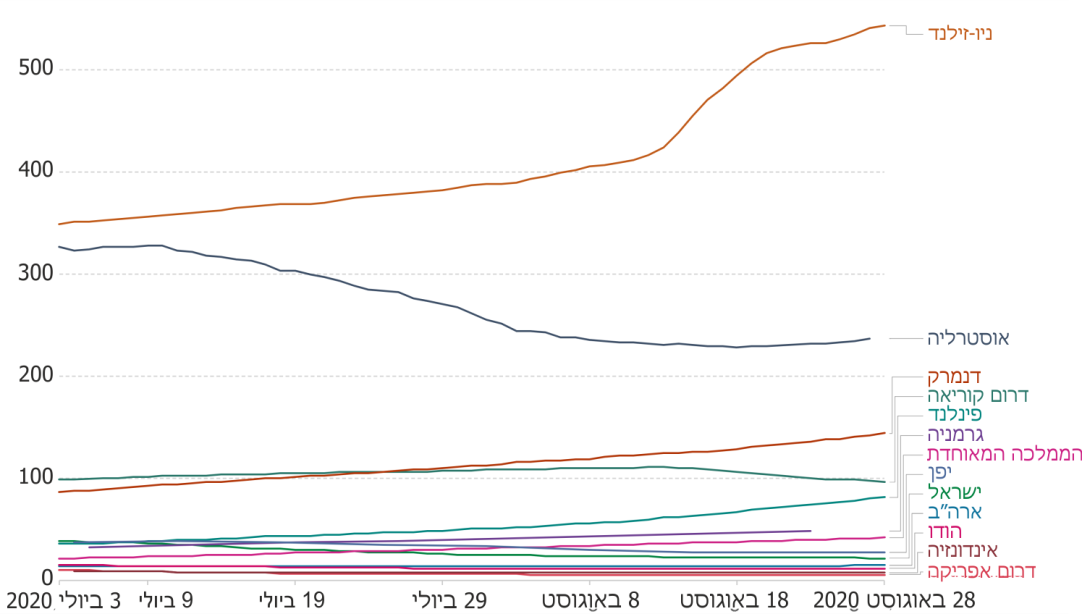 500
400
300
200
100
0
ניו-זילנד
אוסטרליה
דנמרק
דרום קוריאה
פינלנד
גרמניה
הממלכה המאוחדת
יפן
ישראל
ארה”ב
הודו
אינדונזיה
דרום אפריקה
3 ביולי 2020
9 ביולי
19 ביולי
29 ביולי
8 באוגוסט
18 באוגוסט
28 באוגוסט 2020